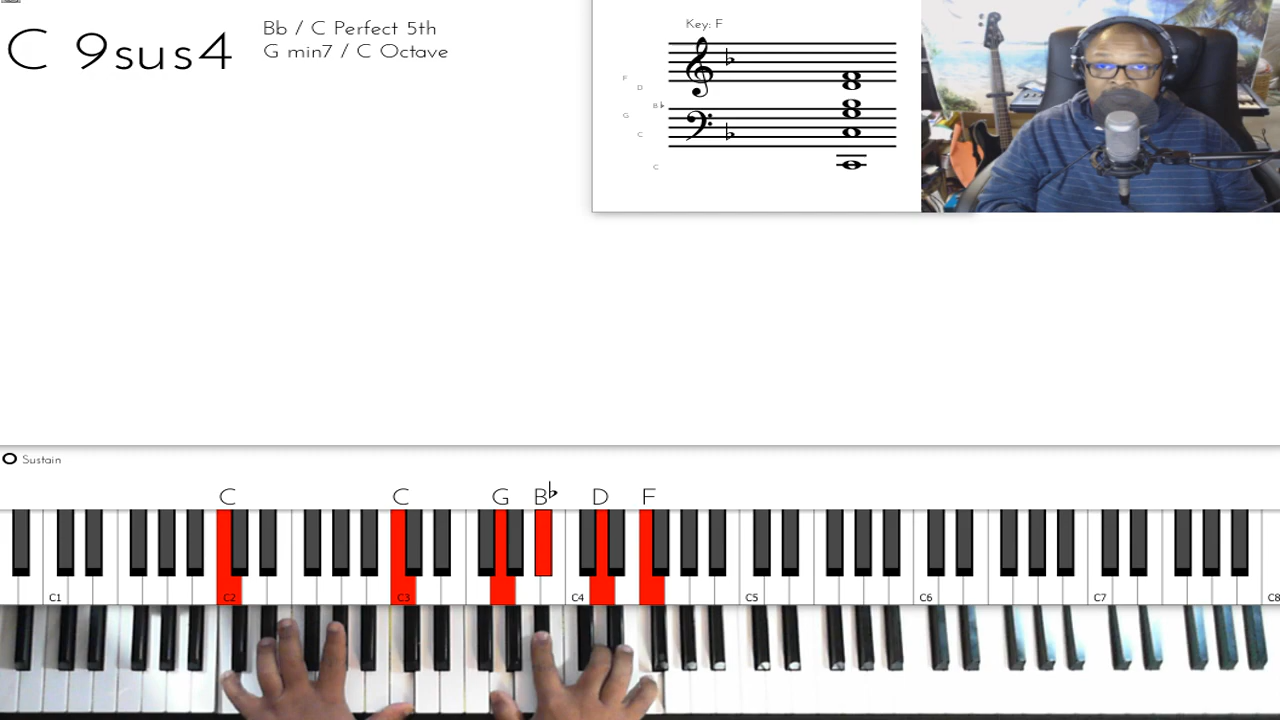 C 9sus4
Bb / C Perfect 5th
G min7 / C Octave
Key: F
F
D
B♭
G
C
C
Sustain
C C G B♭ D F
C1 C2 C3 C4 C5 C6 C7 C8